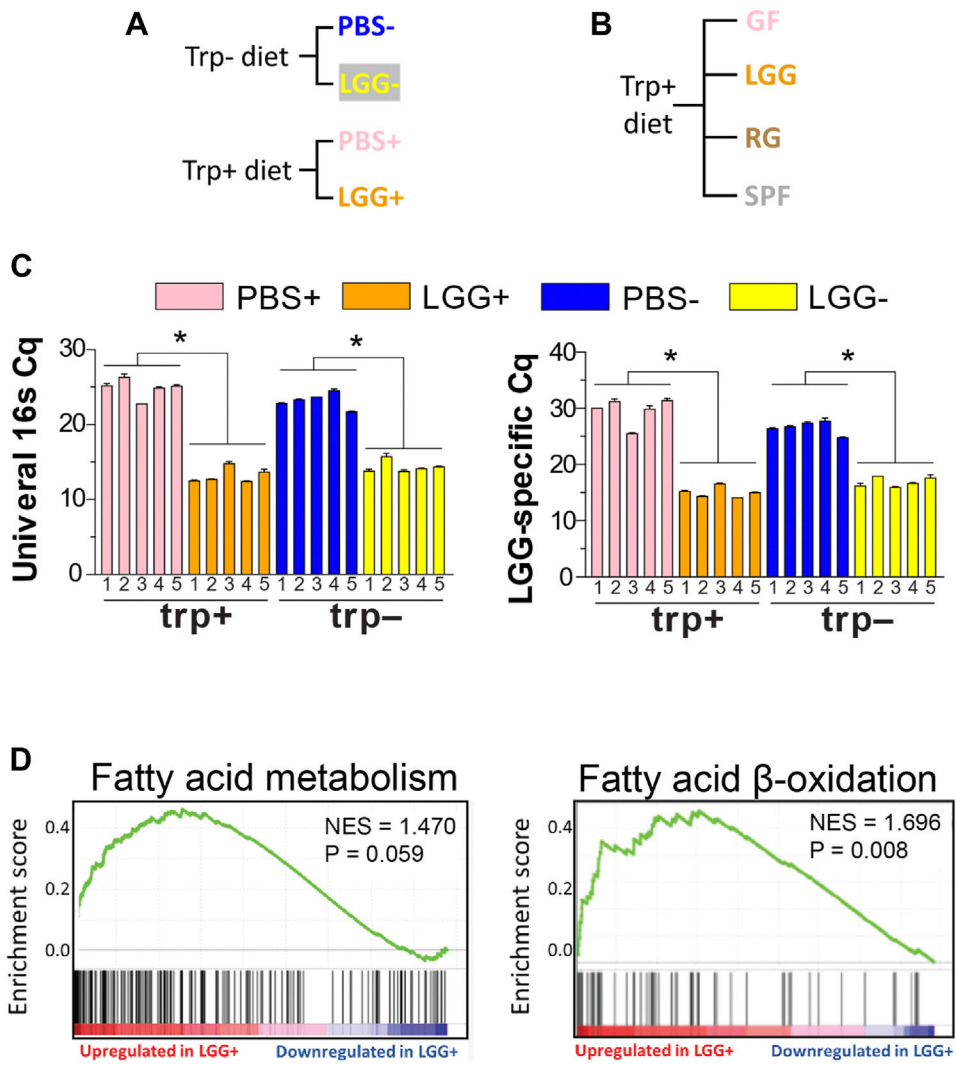 A
Trp- diet
PBS-
LGG-
Trp+ diet
PBS+
LGG+
B
Trp+
diet
GF
LGG
RG
SPF
C
PBS+ LGG+ PBS- LGG-
Univeral 16s Cq
30
20
10
0
*
*
1 2 3 4 5 1 2 3 4 5 1 2 3 4 5 1 2 3 4 5
trp+ trp–
LGG-specific Cq
40
30
20
10
0
*
*
1 2 3 4 5 1 2 3 4 5 1 2 3 4 5 1 2 3 4 5
trp+ trp–
D
Fatty acid metabolism
Enrichment score
0.4
0.2
0.0
NES = 1.470
P = 0.059
Upregulated in LGG+ Downregulated in LGG+
Fatty acid β-oxidation
Enrichment score
0.4
0.2
0.0
NES = 1.696
P = 0.008
Upregulated in LGG+ Downregulated in LGG+